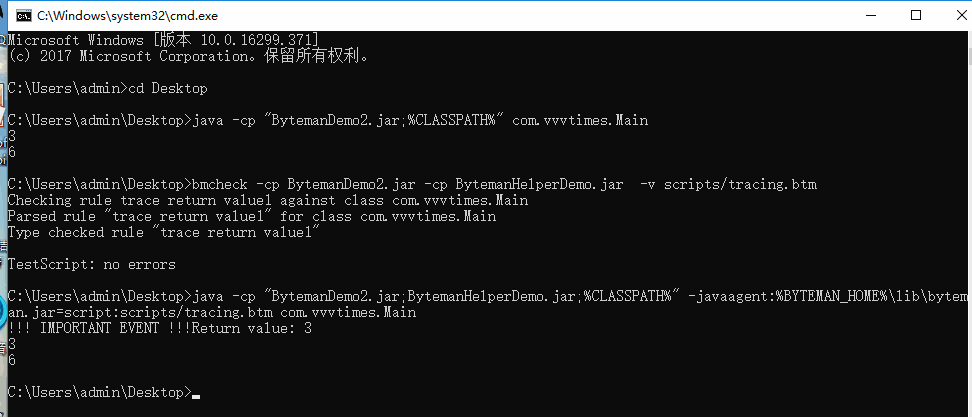 C:\Windows\system32\cmd.exe
Microsoft Windows [版本 10.0.16299.371]
(c) 2017 Microsoft Corporation。保留所有权利。
C:\Users\admin>cd Desktop
C:\Users\admin\Desktop>java -cp "BytemanDemo2.jar;%CLASSPATH%" com.vvvtimes.Main
3
6
C:\Users\admin\Desktop>bmcheck -cp BytemanDemo2.jar -cp BytemanHelperDemo.jar  -v scripts/tracing.btm
Checking rule trace return value1 against class com.vvvtimes.Main
Parsed rule "trace return value1" for class com.vvvtimes.Main
Type checked rule "trace return value1"
TestScript: no errors
C:\Users\admin\Desktop>java -cp "BytemanDemo2.jar;BytemanHelperDemo.jar;%CLASSPATH%" -javaagent:%BYTEMAN_HOME%\lib\bytem
an.jar=script:scripts/tracing.btm com.vvvtimes.Main
!!! IMPORTANT EVENT !!!Return value: 3
3
6
C:\Users\admin\Desktop>